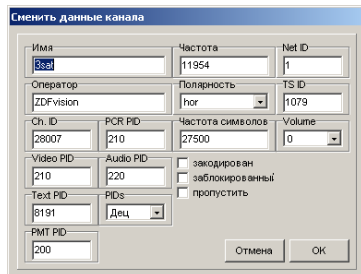 Сменить данные канала
Имя Частота Net ID
3sat 11954 1
Оператор Полярность TS ID
ZDFvision hor 1079
Ch. ID PCR PID Частота символов Volume
28007 210 27500 0
Video PID Audio PID
210 220
закодирован
заблокированный
пропустить
Text PID PIDs
8191 Дец
PMT PID
200
Отмена OK